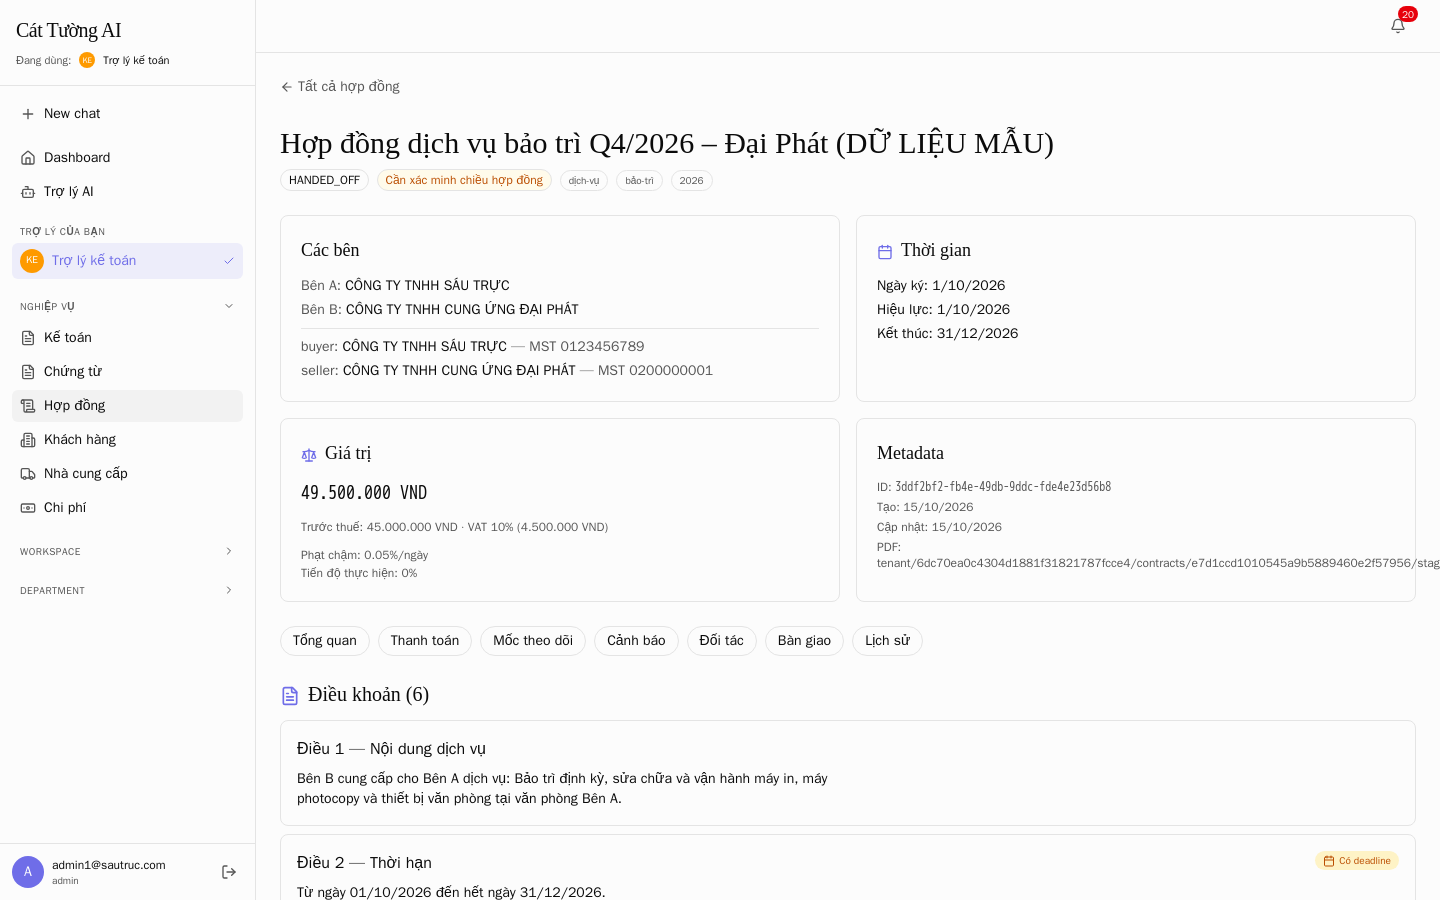 Cát Tường AI
Đang dùng: KE Trợ lý kế toán
New chat
Dashboard
Trợ lý AI
TRỢ LÝ CỦA BẠN
KE Trợ lý kế toán
NGHIỆP VỤ
Kế toán
Chứng từ
Hợp đồng
Khách hàng
Nhà cung cấp
Chi phí
WORKSPACE
DEPARTMENT
A admin1@sautruc.com
admin
20
Tất cả hợp đồng
Hợp đồng dịch vụ bảo trì Q4/2026 – Đại Phát (DỮ LIỆU MẪU)
HANDED_OFF Cần xác minh chiều hợp đồng dịch-vụ bảo-trì 2026
Các bên
Bên A: CÔNG TY TNHH SÁU TRỰC
Bên B: CÔNG TY TNHH CUNG ỨNG ĐẠI PHÁT
buyer: CÔNG TY TNHH SÁU TRỰC — MST 0123456789
seller: CÔNG TY TNHH CUNG ỨNG ĐẠI PHÁT — MST 0200000001
Thời gian
Ngày ký: 1/10/2026
Hiệu lực: 1/10/2026
Kết thúc: 31/12/2026
Giá trị
49.500.000 VND
Trước thuế: 45.000.000 VND · VAT 10% (4.500.000 VND)
Phạt chậm: 0.05%/ngày
Tiến độ thực hiện: 0%
Metadata
ID: 3ddf2bf2-fb4e-49db-9ddc-fde4e23d56b8
Tạo: 15/10/2026
Cập nhật: 15/10/2026
PDF:
tenant/6dc70ea0c4304d1881f31821787fcce4/contracts/e7d1ccd1010545a9b5889460e2f57956/stag
Tổng quan Thanh toán Mốc theo dõi Cảnh báo Đối tác Bàn giao Lịch sử
Điều khoản (6)
Điều 1 — Nội dung dịch vụ
Bên B cung cấp cho Bên A dịch vụ: Bảo trì định kỳ, sửa chữa và vận hành máy in, máy
photocopy và thiết bị văn phòng tại văn phòng Bên A.
Điều 2 — Thời hạn
Có deadline
Từ ngày 01/10/2026 đến hết ngày 31/12/2026.